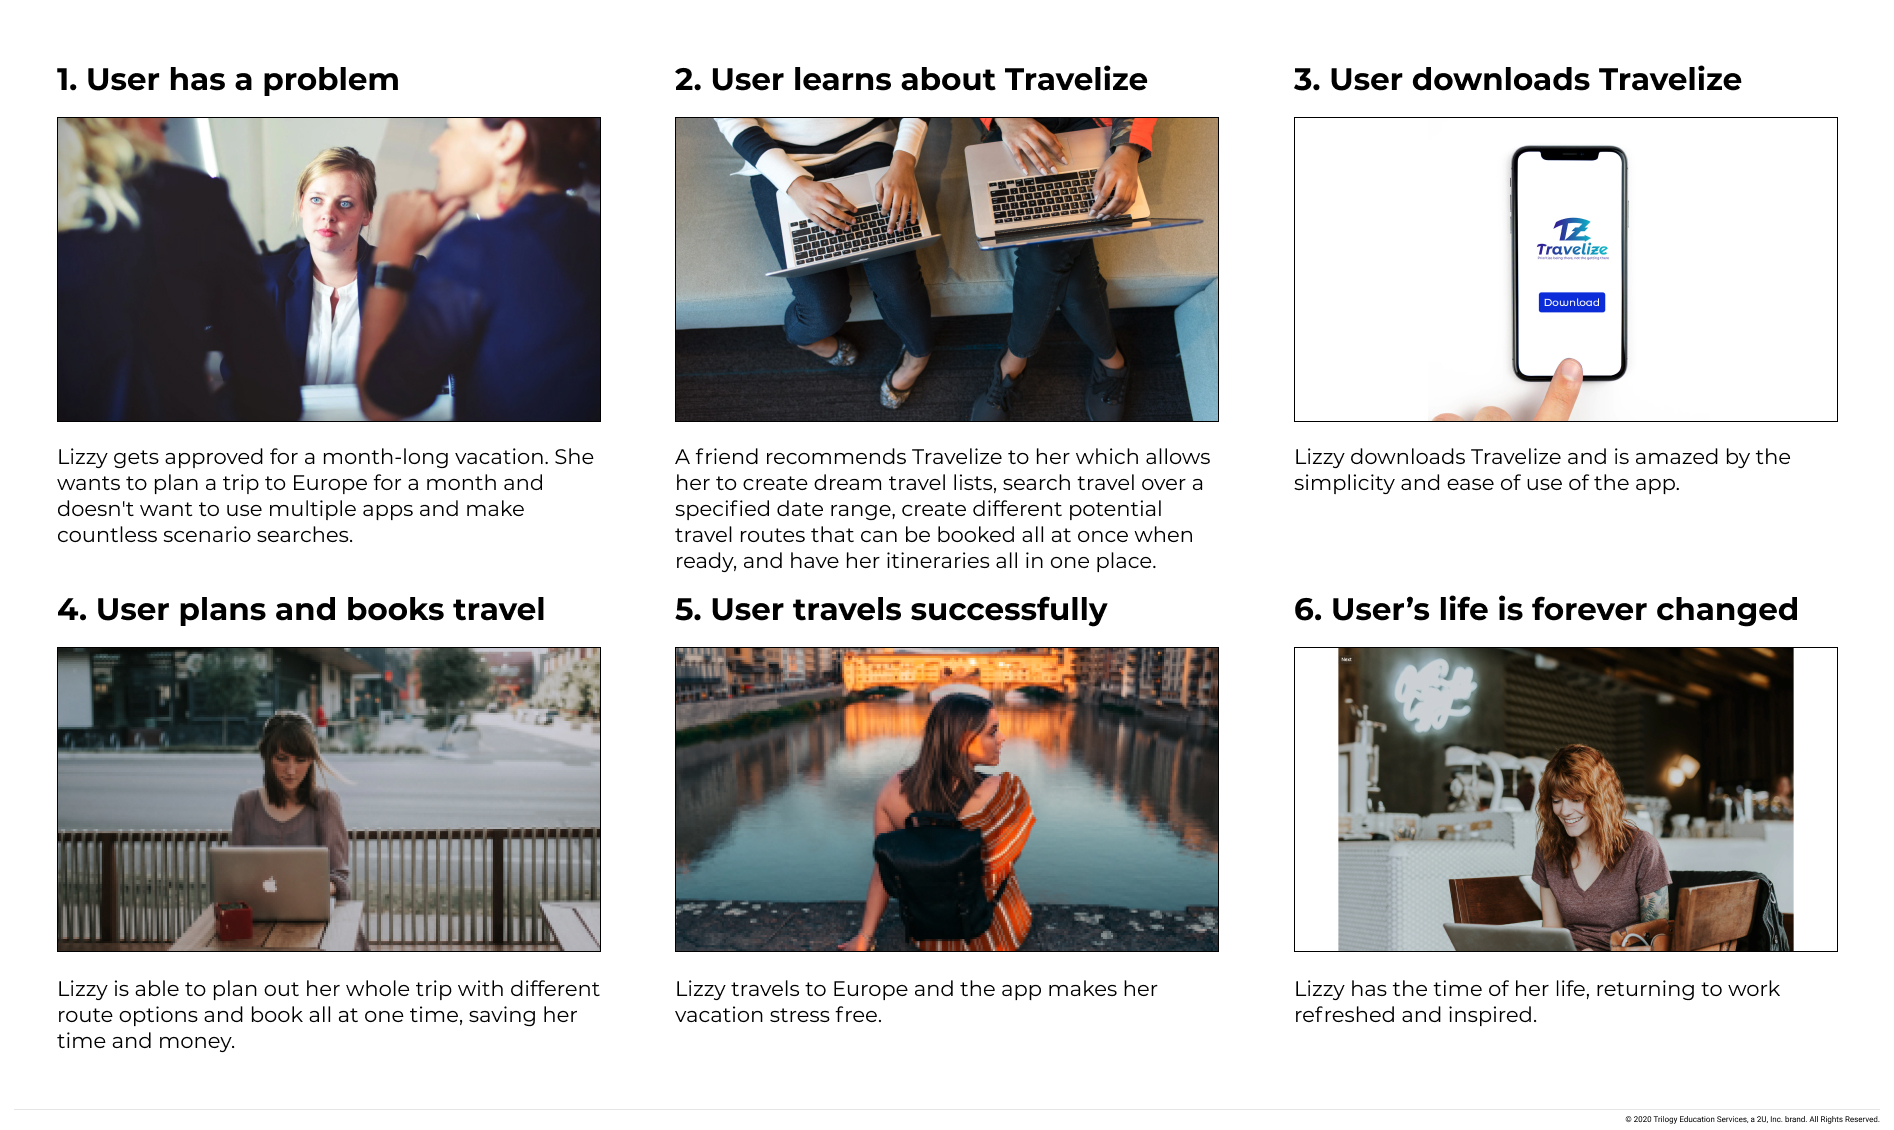 1. User has a problem
2. User learns about Travelize
3. User downloads Travelize
TZ
Travelize
Download
Lizzy gets approved for a month-long vacation. She
wants to plan a trip to Europe for a month and
doesn't want to use multiple apps and make
countless scenario searches.
A friend recommends Travelize to her which allows
her to create dream travel lists, search travel over a
specified date range, create different potential
travel routes that can be booked all at once when
ready, and have her itineraries all in one place.
Lizzy downloads Travelize and is amazed by the
simplicity and ease of use of the app.
4. User plans and books travel
5. User travels successfully
6. User’s life is forever changed
Next
Lizzy is able to plan out her whole trip with different
route options and book all at one time, saving her
time and money.
Lizzy travels to Europe and the app makes her
vacation stress free.
Lizzy has the time of her life, returning to work
refreshed and inspired.
© 2020 Trilogy Education Services, a 2U, Inc. brand. All Rights Reserved.